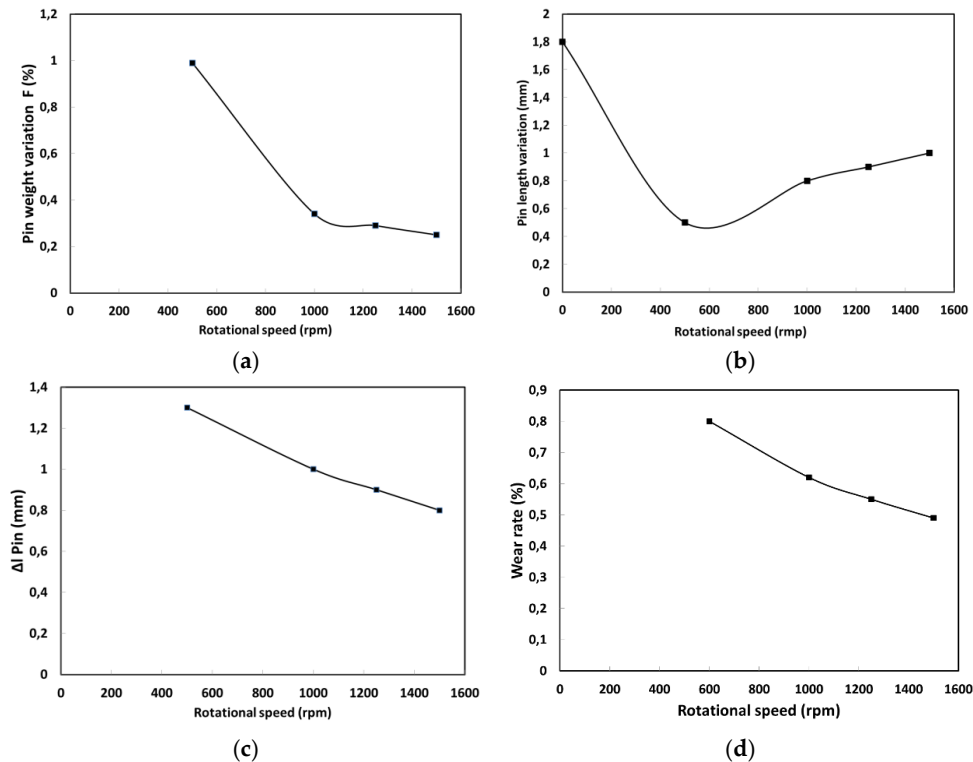 1,2
1
0,8
0,6
0,4
0,2
0
Pin weight variation F (%)
0 200 400 600 800 1000 1200 1400 1600
Rotational speed (rpm)
(a)
2
1,8
1,6
1,4
1,2
1
0,8
0,6
0,4
0,2
0
Pin length variation (mm)
0 200 400 600 800 1000 1200 1400 1600
Rotational speed (rmp)
(b)
1,4
1,2
1
0,8
0,6
0,4
0,2
0
Δl Pin (mm)
0 200 400 600 800 1000 1200 1400 1600
Rotational speed (rpm)
(c)
0,9
0,8
0,7
0,6
0,5
0,4
0,3
0,2
0,1
0
Wear rate (%)
0 200 400 600 800 1000 1200 1400 1600
Rotational speed (rpm)
(d)